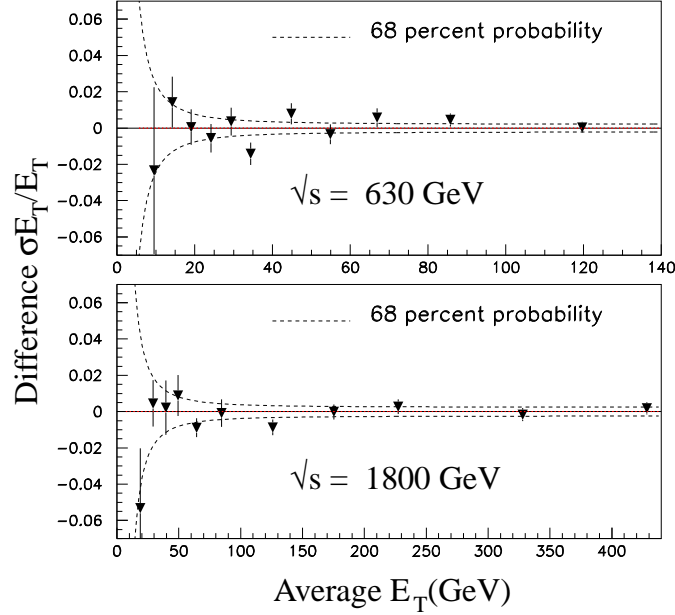 0.06
68 percent probability
0.04
0.02
0
-0.02
-0.04
√s = 630 GeV
-0.06
0 20 40 60 80 100 120 140
0.06
68 percent probability
0.04
0.02
0
-0.02
-0.04
√s = 1800 GeV
-0.06
0 50 100 150 200 250 300 350 400
Difference σE_T/E_T
Average E_T(GeV)